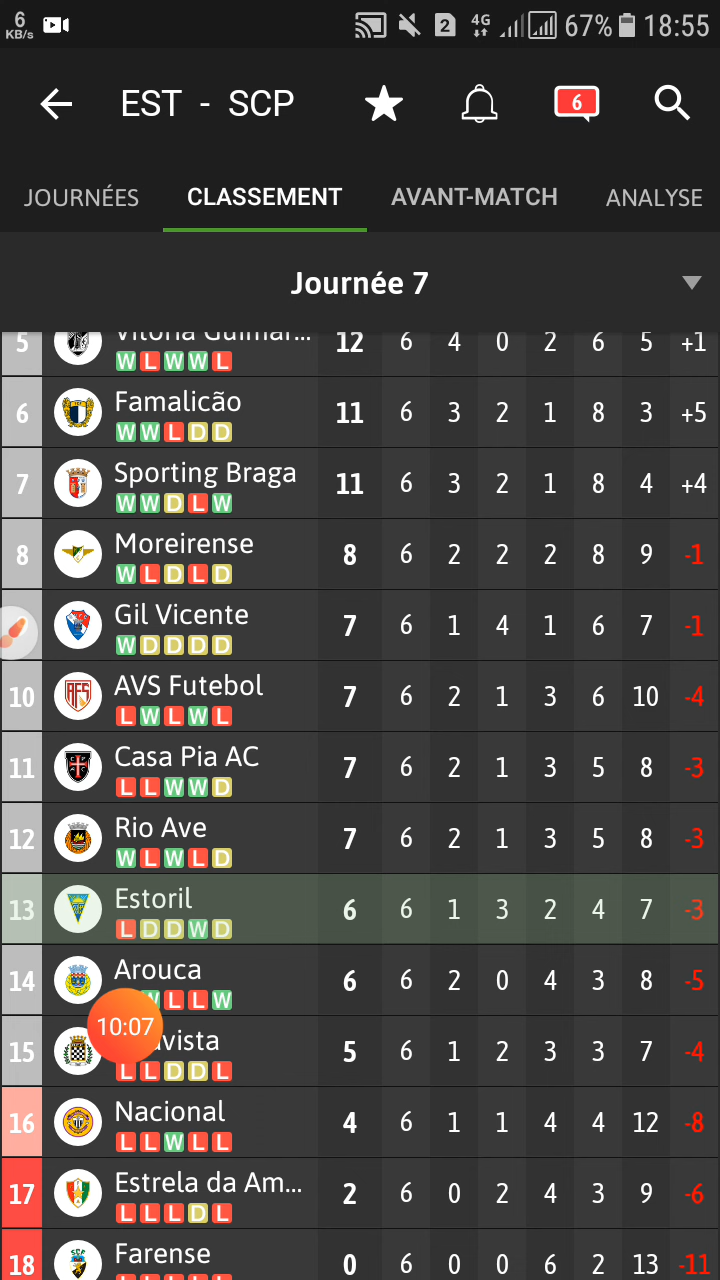 6 KB/s 2 4G 67% 18:55
EST - SCP 6
JOURNÉES CLASSEMENT AVANT-MATCH ANALYSE
Journée 7
5 Vitória Guimar... 12 6 4 0 2 6 5 +1
W L W W L
6 Famalicão 11 6 3 2 1 8 3 +5
W W L D D
7 Sporting Braga 11 6 3 2 1 8 4 +4
W W D L W
8 Moreirense 8 6 2 2 2 8 9 -1
W L D L D
Gil Vicente 7 6 1 4 1 6 7 -1
W D D D D
10 AVS Futebol 7 6 2 1 3 6 10 -4
L W L W L
11 Casa Pia AC 7 6 2 1 3 5 8 -3
L L W W D
12 Rio Ave 7 6 2 1 3 5 8 -3
W L W L D
13 Estoril 6 6 1 3 2 4 7 -3
L D D W D
14 Arouca 6 6 2 0 4 3 8 -5
W L L W
10:07
15 vista 5 6 1 2 3 3 7 -4
L L D D L
16 Nacional 4 6 1 1 4 4 12 -8
L L W L L
17 Estrela da Am... 2 6 0 2 4 3 9 -6
L L L D L
18 Farense 0 6 0 0 6 2 13 -11